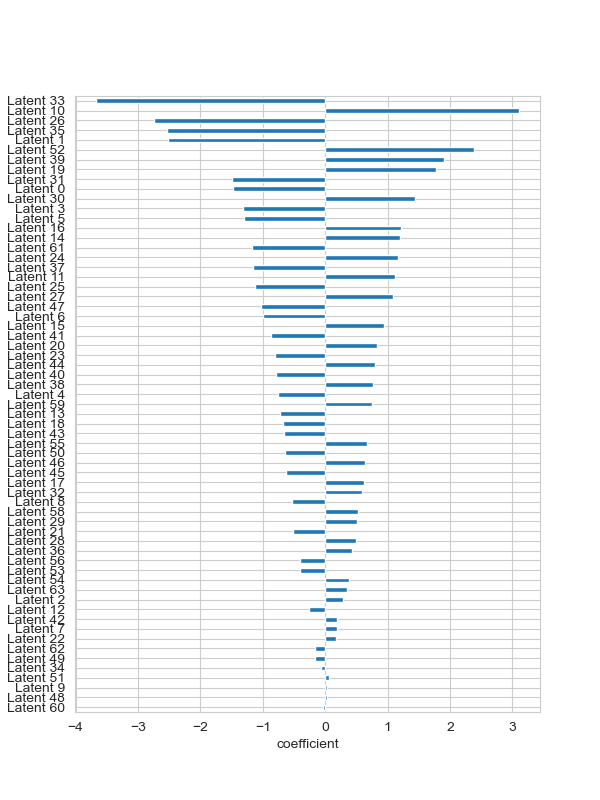 Latent 33
Latent 10
Latent 26
Latent 35
Latent 1
Latent 52
Latent 39
Latent 19
Latent 31
Latent 0
Latent 30
Latent 3
Latent 5
Latent 16
Latent 14
Latent 61
Latent 24
Latent 37
Latent 11
Latent 25
Latent 27
Latent 47
Latent 6
Latent 15
Latent 41
Latent 20
Latent 23
Latent 44
Latent 40
Latent 38
Latent 4
Latent 59
Latent 13
Latent 18
Latent 43
Latent 55
Latent 50
Latent 46
Latent 45
Latent 17
Latent 32
Latent 8
Latent 58
Latent 29
Latent 21
Latent 28
Latent 36
Latent 56
Latent 53
Latent 54
Latent 63
Latent 2
Latent 12
Latent 42
Latent 7
Latent 22
Latent 62
Latent 49
Latent 34
Latent 51
Latent 9
Latent 48
Latent 60
−4 −3 −2 −1 0 1 2 3
coefficient